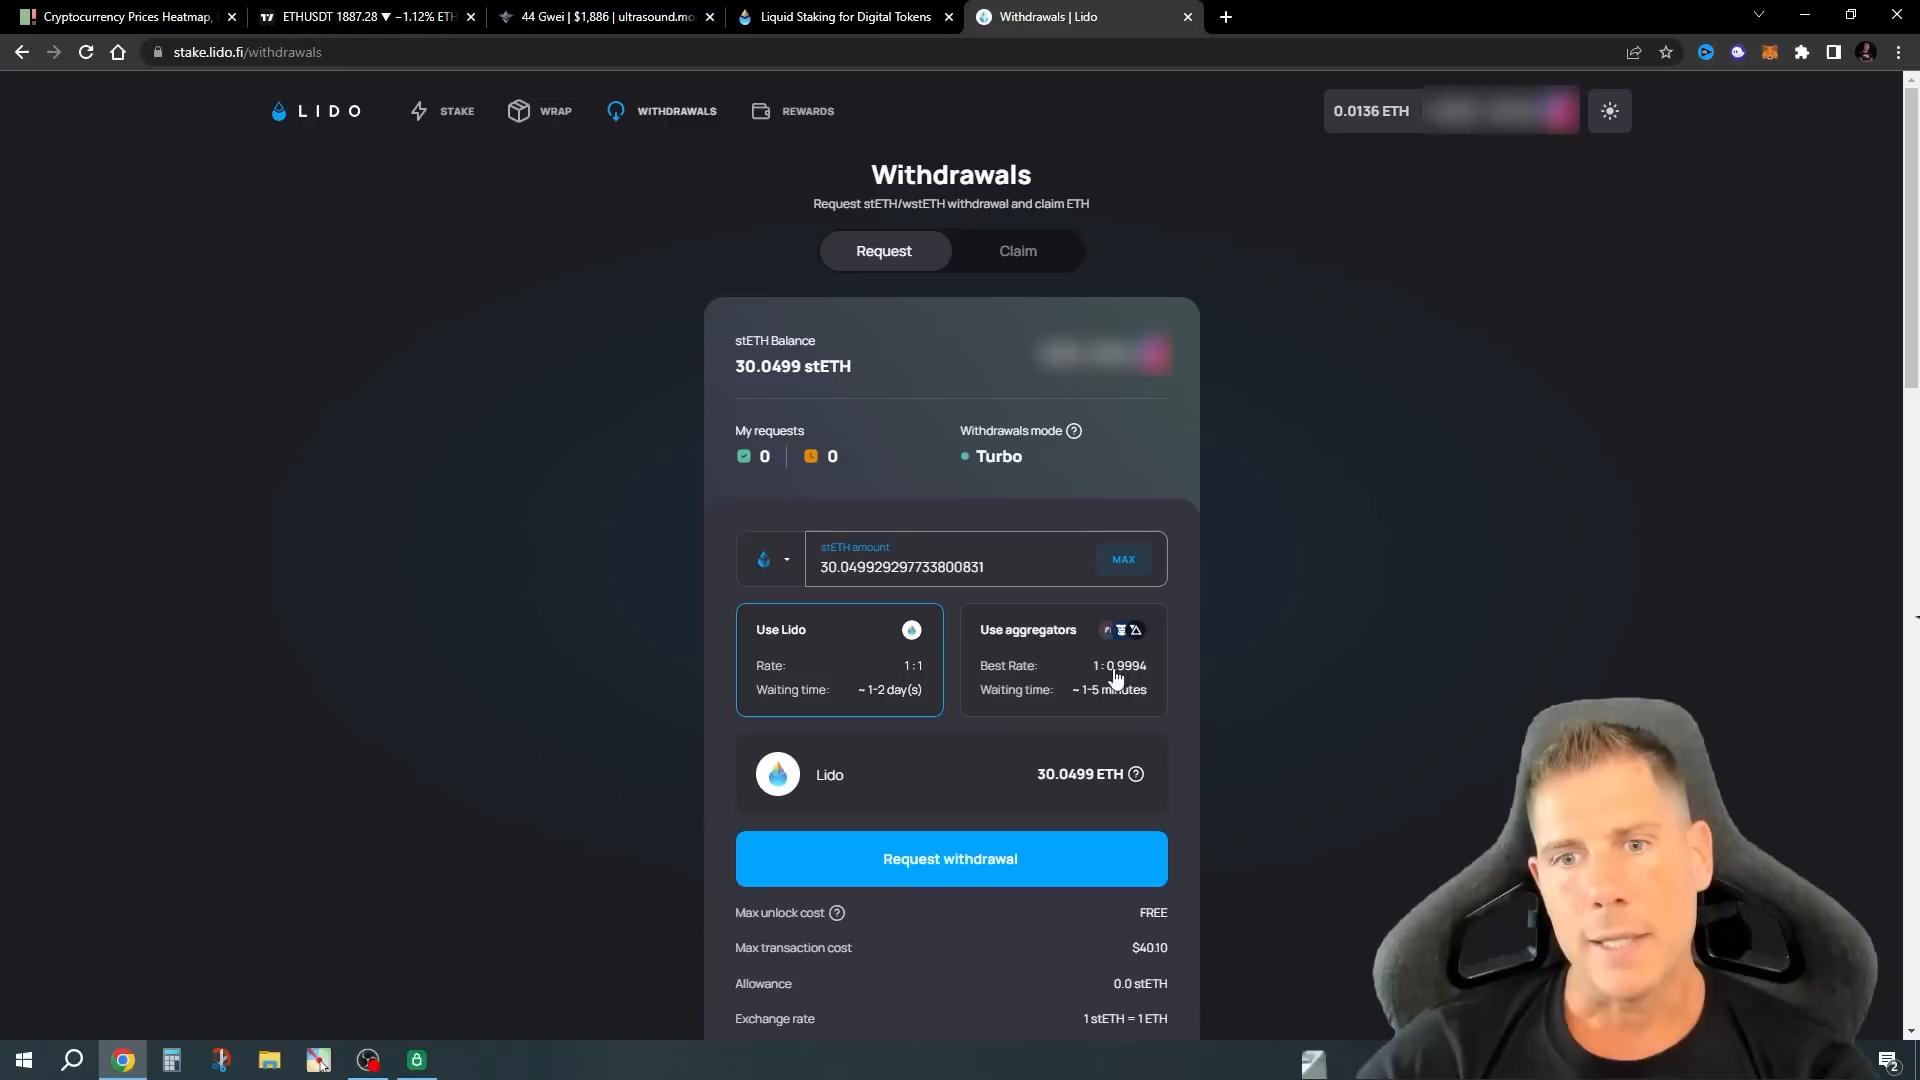 Cryptocurrency Prices Heatmap,
ETHUSDT 1887.28 ▼ −1.12% ETH
44 Gwei | $1,886 | ultrasound.mo
Liquid Staking for Digital Tokens
Withdrawals | Lido
stake.lido.fi/withdrawals
LIDO
STAKE
WRAP
WITHDRAWALS
REWARDS
0.0136 ETH
Withdrawals
Request stETH/wstETH withdrawal and claim ETH
Request
Claim
stETH Balance
30.0499 stETH
My requests
Withdrawals mode
0
0
Turbo
stETH amount
30.049929297733800831
MAX
Use Lido
Use aggregators
Rate: 1 : 1
Best Rate: 1 : 0.9994
Waiting time: ~ 1-2 day(s)
Waiting time: ~ 1-5 minutes
Lido
30.0499 ETH
Request withdrawal
Max unlock cost
FREE
Max transaction cost
$40.10
Allowance
0.0 stETH
Exchange rate
1 stETH = 1 ETH
2